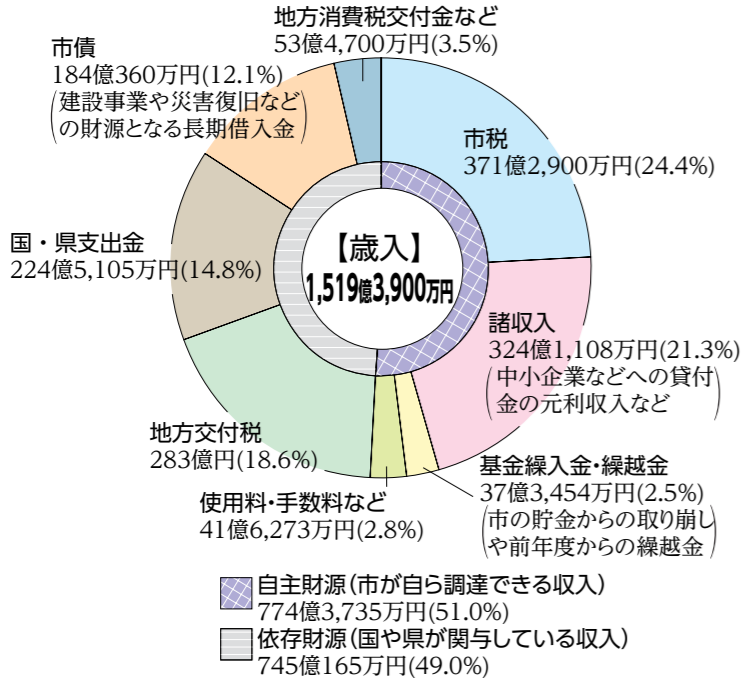 地方消費税交付金など
53億4,700万円(3.5%)
市債
184億360万円(12.1%)
(建設事業や災害復旧など
の財源となる長期借入金)
市税
371億2,900万円(24.4%)
国・県支出金
224億5,105万円(14.8%)
【歳入】
1,519億3,900万円
諸収入
324億1,108万円(21.3%)
(中小企業などへの貸付
金の元利収入など)
地方交付税
283億円(18.6%)
基金繰入金・繰越金
37億3,454万円(2.5%)
(市の貯金からの取り崩し
や前年度からの繰越金)
使用料・手数料など
41億6,273万円(2.8%)
自主財源(市が自ら調達できる収入)
774億3,735万円(51.0%)
依存財源(国や県が関与している収入)
745億165万円(49.0%)